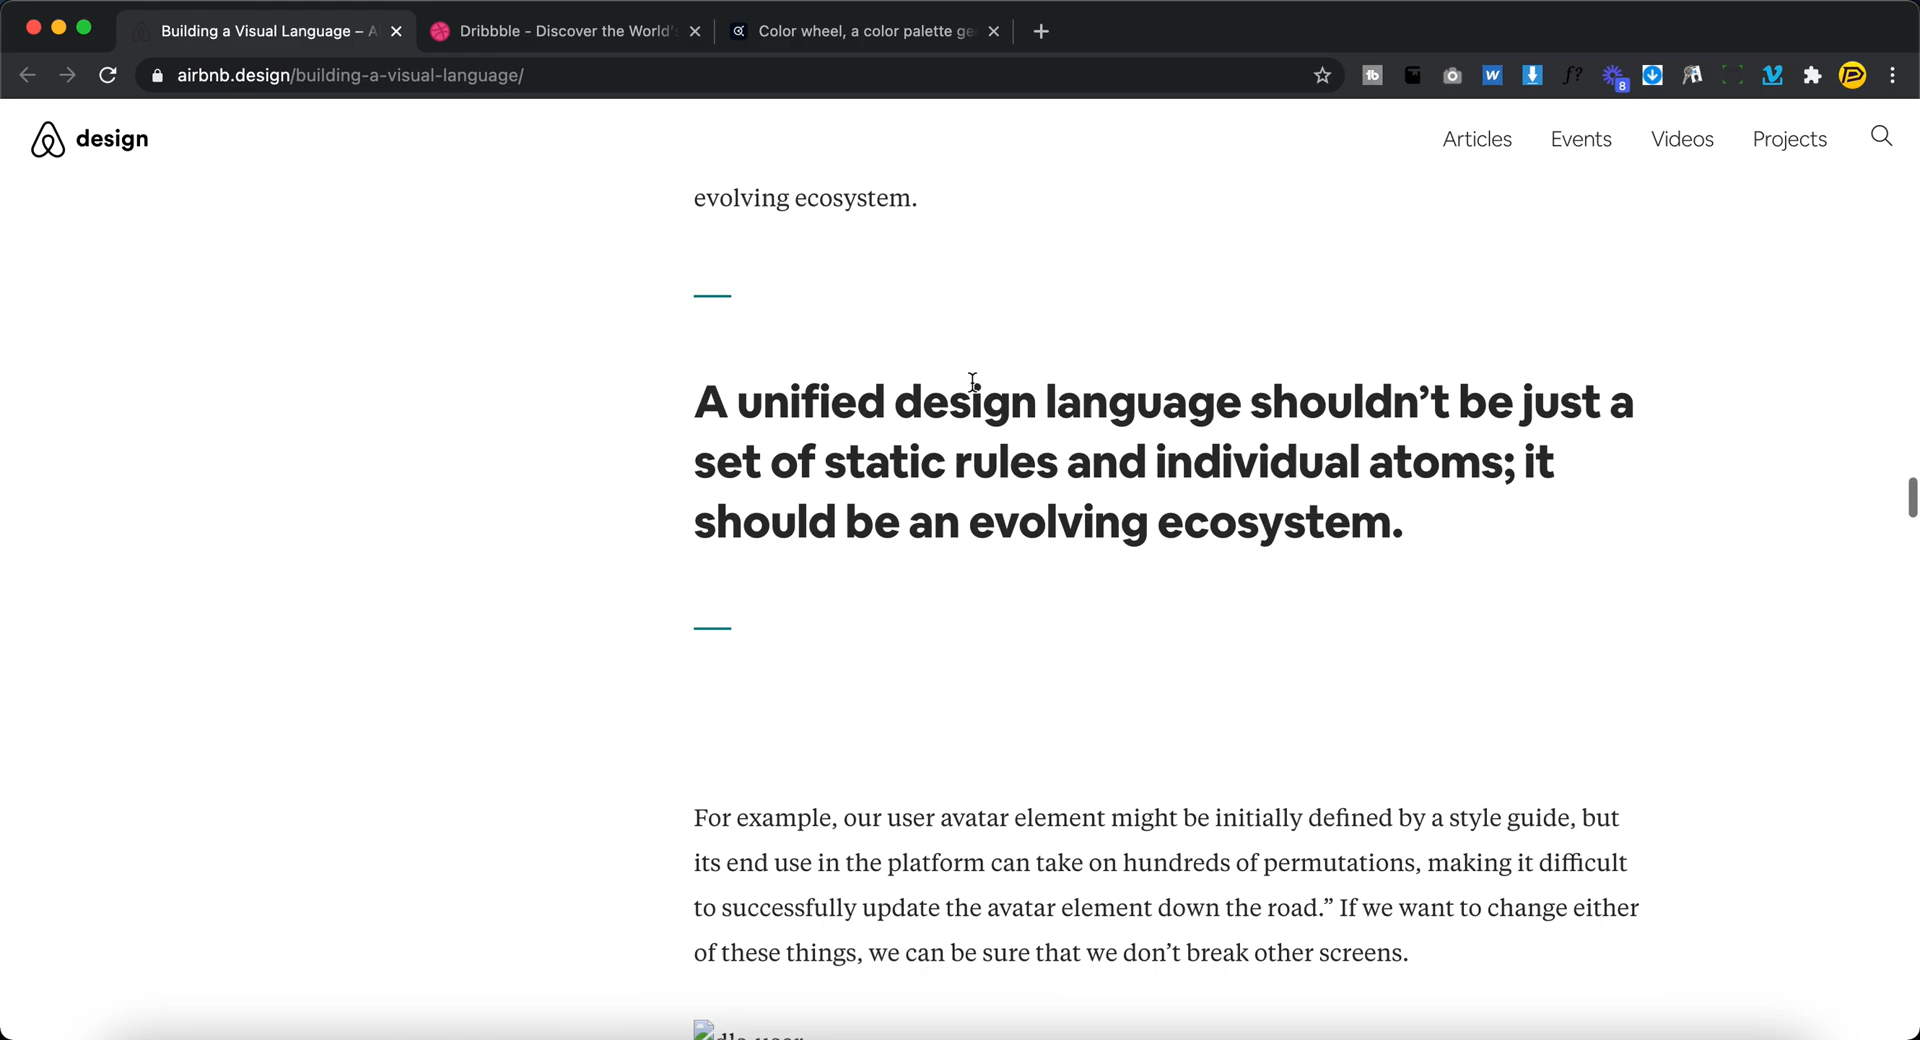 Building a Visual Language – A
Dribbble - Discover the World's
Color wheel, a color palette ge
airbnb.design/building-a-visual-language/
8
design
Articles
Events
Videos
Projects
evolving ecosystem.
A unified design language shouldn’t be just a
set of static rules and individual atoms; it
should be an evolving ecosystem.
For example, our user avatar element might be initially defined by a style guide, but
its end use in the platform can take on hundreds of permutations, making it difficult
to successfully update the avatar element down the road.” If we want to change either
of these things, we can be sure that we don’t break other screens.